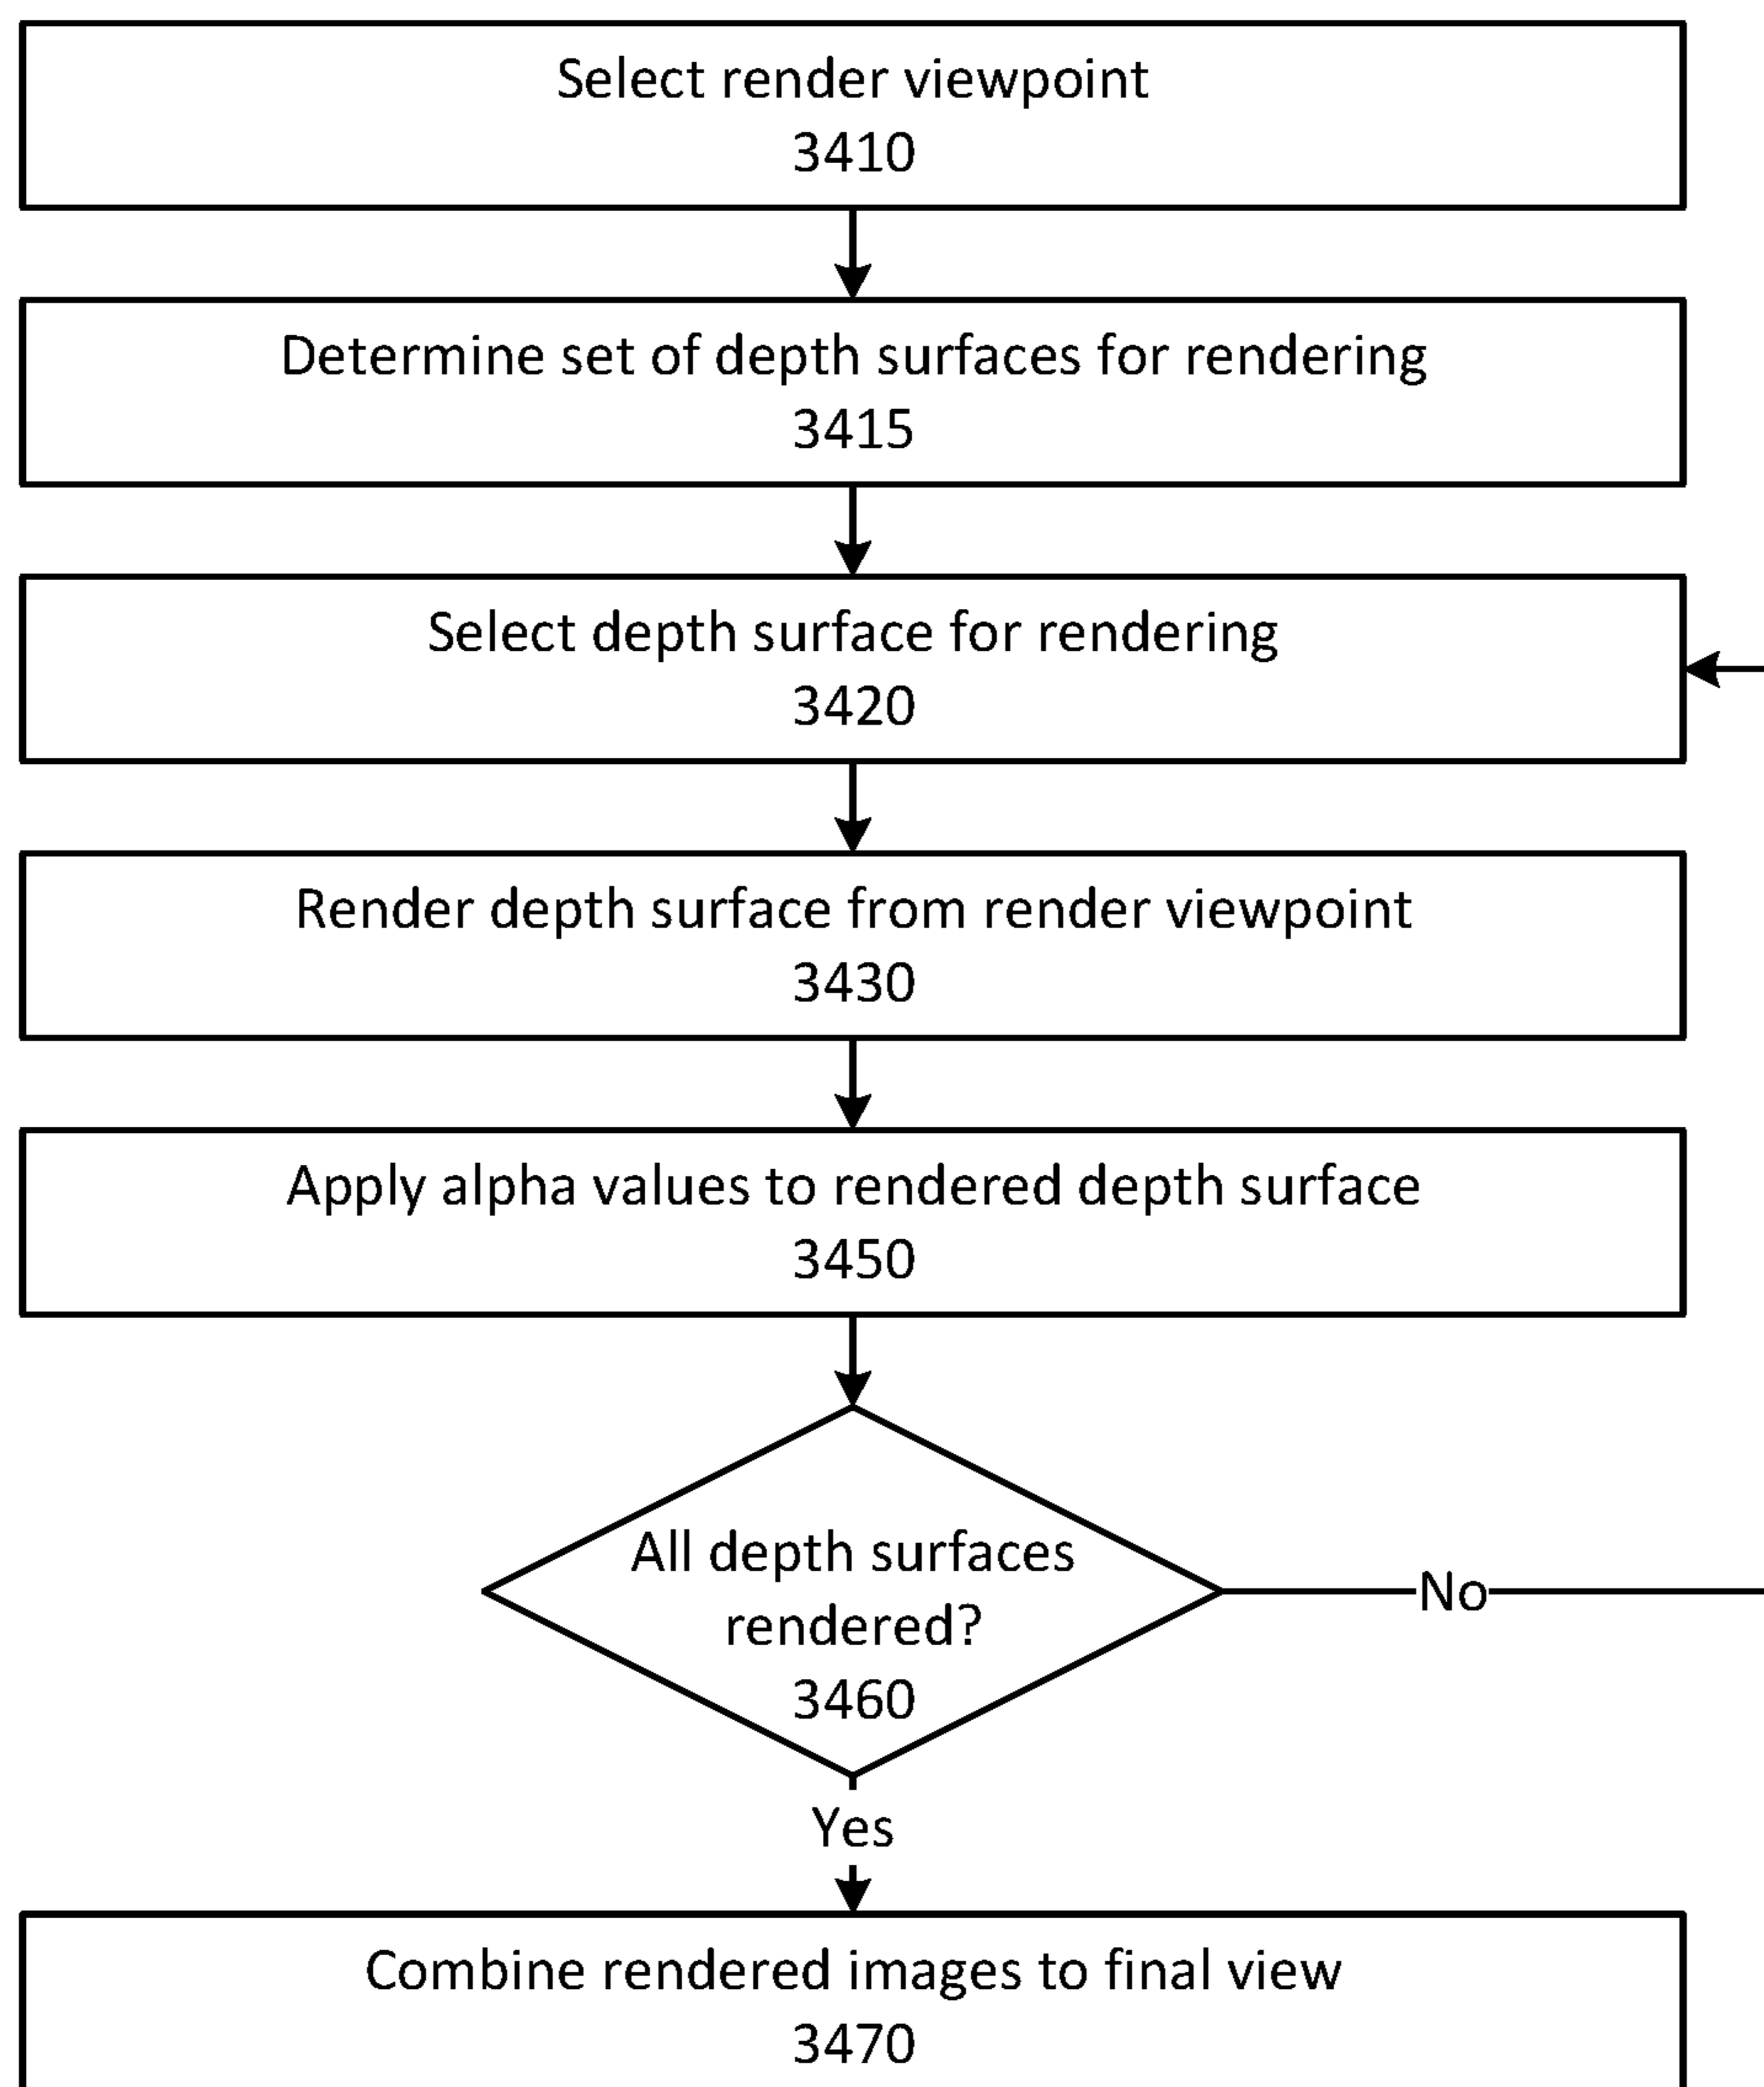 Select render viewpoint
3410
Determine set of depth surfaces for rendering
3415
Select depth surface for rendering
3420
Render depth surface from render viewpoint
3430
Apply alpha values to rendered depth surface
3450
All depth surfaces
rendered?
3460
No
Yes
Combine rendered images to final view
3470